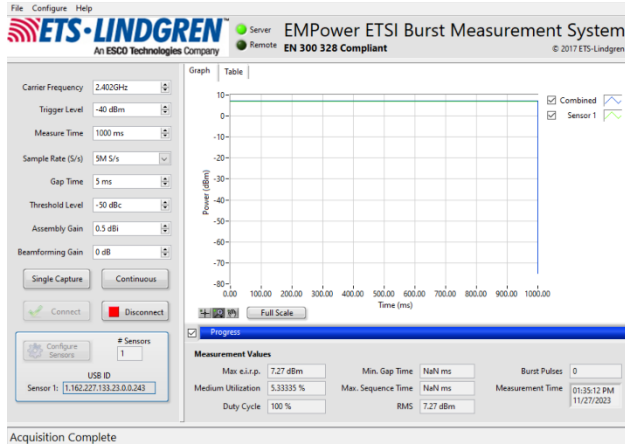 File Configure Help
ETS·LINDGREN™
An ESCO Technologies Company
Server
Remote
EMPower ETSI Burst Measurement System
EN 300 328 Compliant
© 2017 ETS-Lindgren
Graph Table
Carrier Frequency 2.402GHz
Trigger Level -40 dBm
Measure Time 1000 ms
Sample Rate (S/s) 5M S/s
Gap Time 5 ms
Threshold Level -50 dBc
Assembly Gain 0.5 dBi
Beamforming Gain 0 dB
Single Capture Continuous
Connect Disconnect
Configure Sensors
# Sensors
1
USB ID
Sensor 1: 1.162.227.133.23.0.0.243
Power (dBm)
10
0
-10
-20
-30
-40
-50
-60
-70
-80
0.00 100.00 200.00 300.00 400.00 500.00 600.00 700.00 800.00 900.00 1000.00
Time (ms)
Combined
Sensor 1
Full Scale
Progress
Measurement Values
Max e.i.r.p. 7.27 dBm Min. Gap Time NaN ms Burst Pulses 0
Medium Utilization 5.33335 % Max. Sequence Time NaN ms Measurement Time 01:35:12 PM
11/27/2023
Duty Cycle 100 % RMS 7.27 dBm
Acquisition Complete